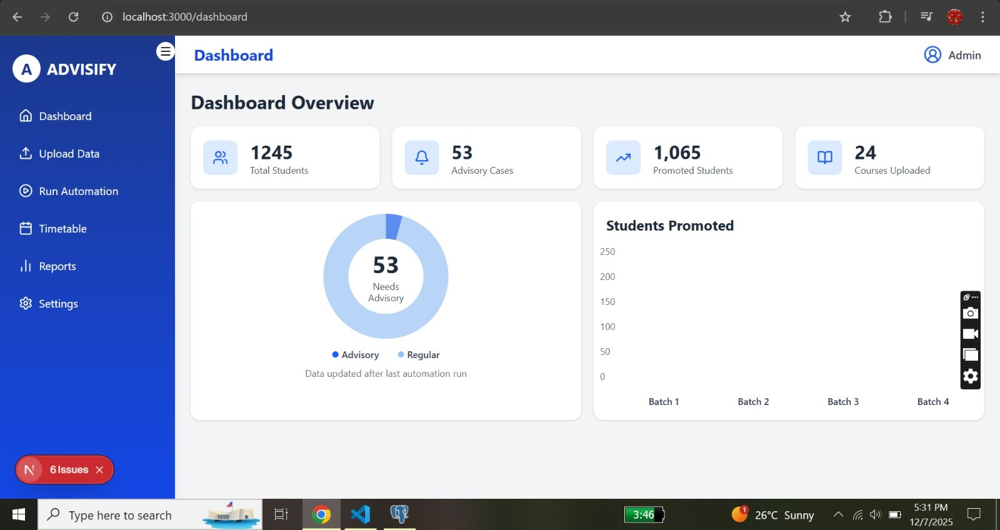 localhost:3000/dashboard
A ADVISIFY
Dashboard
Upload Data
Run Automation
Timetable
Reports
Settings
N 6 Issues
Dashboard
Admin
Dashboard Overview
1245
Total Students
53
Advisory Cases
1,065
Promoted Students
24
Courses Uploaded
53
Needs
Advisory
Advisory
Regular
Data updated after last automation run
Students Promoted
250
200
150
100
50
0
Batch 1
Batch 2
Batch 3
Batch 4
Type here to search
3:46
1
26°C Sunny
5:31 PM
12/7/2025